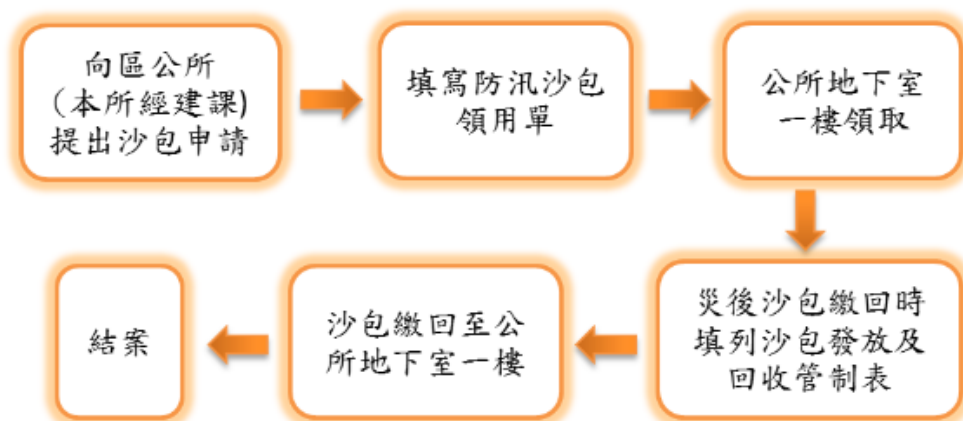 向區公所
(本所經建課)
提出沙包申請
填寫防汛沙包
領用單
公所地下室
一樓領取
災後沙包繳回時
填列沙包發放及
回收管制表
沙包繳回至公
所地下室一樓
結案